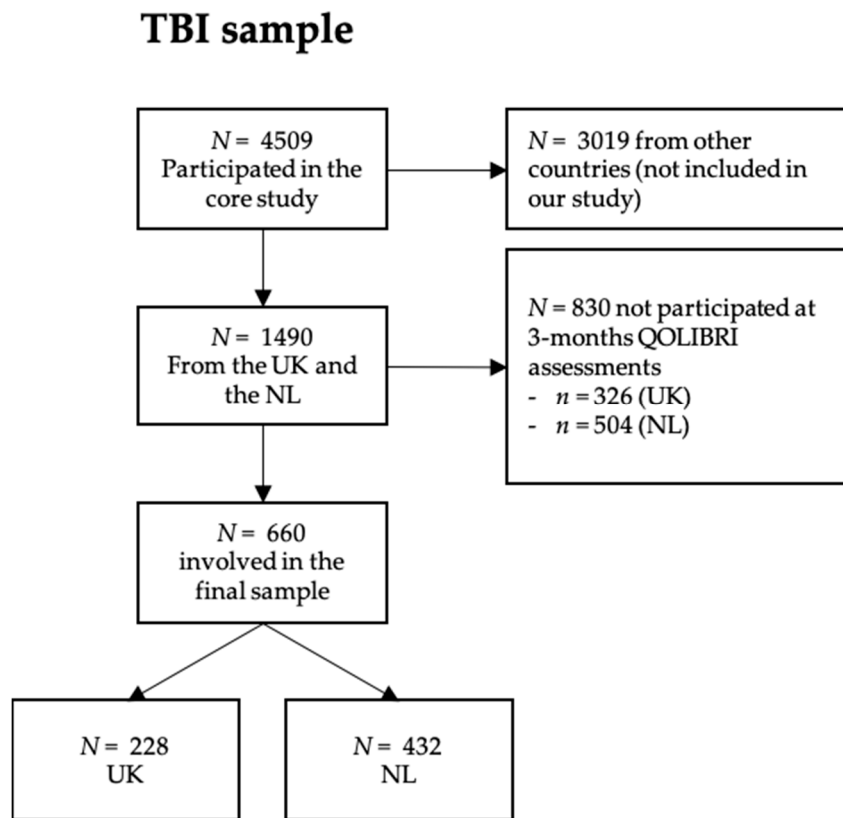 TBI sample
N = 4509
Participated in the
core study
N = 3019 from other
countries (not included in
our study)
N = 1490
From the UK and
the NL
N = 830 not participated at
3-months QOLIBRI
assessments
- n = 326 (UK)
- n = 504 (NL)
N = 660
involved in the
final sample
N = 228
UK
N = 432
NL